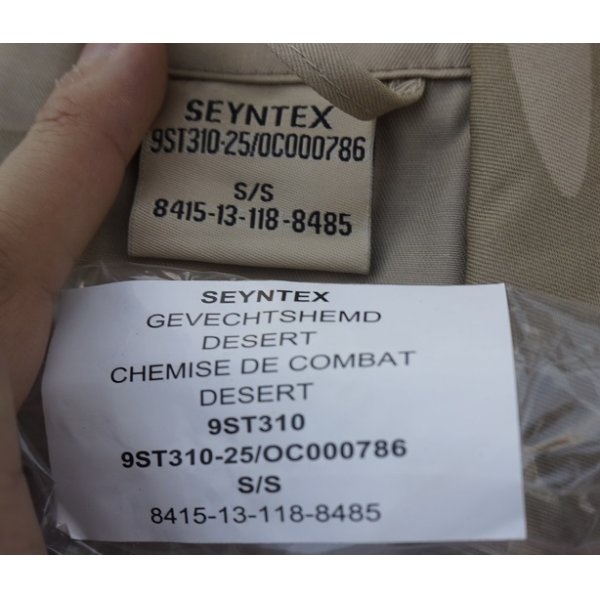 SEYNTEX
9ST310-25/0C000786
S/S
8415-13-118-8485
SEYNTEX
GEVECHTSHEMD
DESERT
CHEMISE DE COMBAT
DESERT
9ST310
9ST310-25/OC000786
S/S
8415-13-118-8485